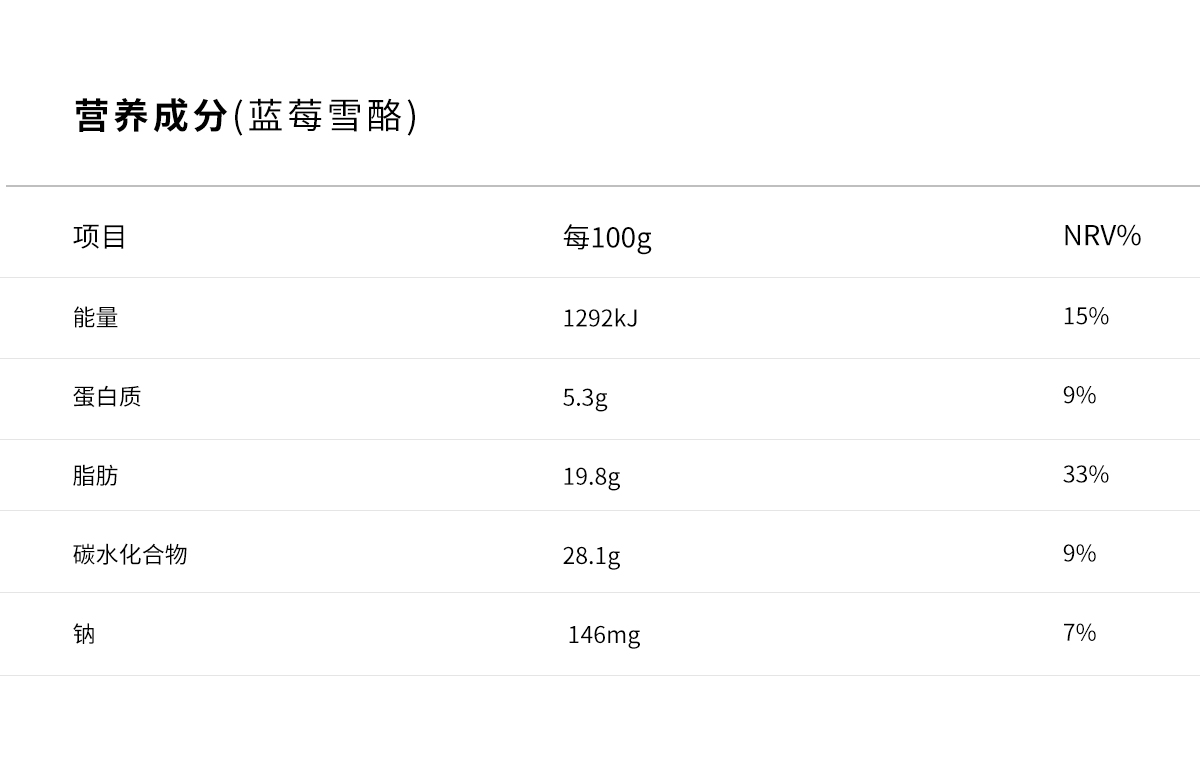 营养成分(蓝莓雪酪)
项目 每100g NRV%
能量 1292kJ 15%
蛋白质 5.3g 9%
脂肪 19.8g 33%
碳水化合物 28.1g 9%
钠 146mg 7%